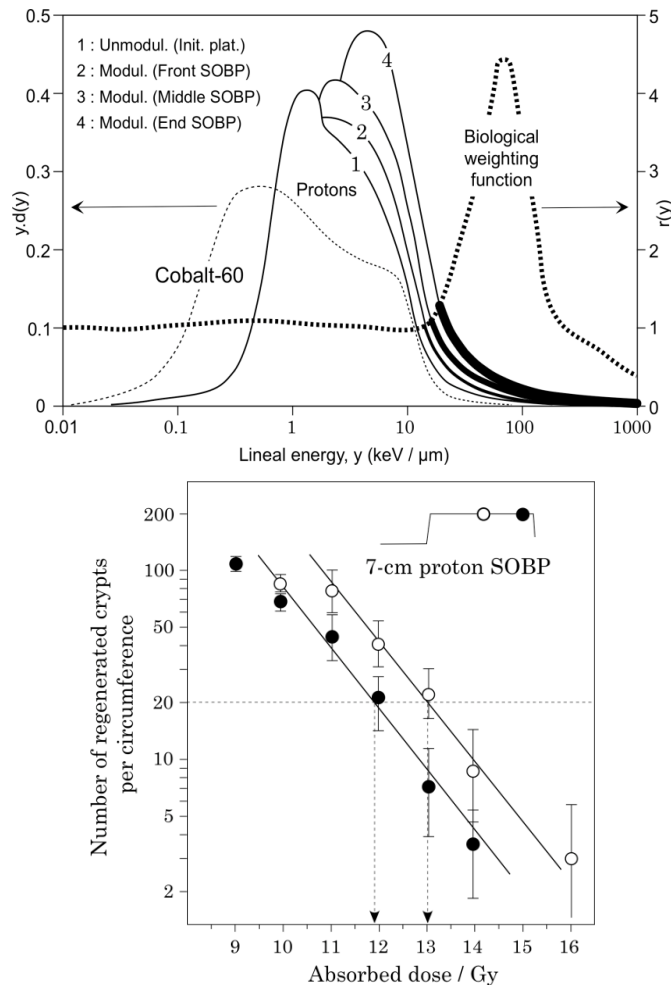 0.5
0.4
0.3
0.2
0.1
0
y.d(y)
1 : Unmodul. (Init. plat.)
2 : Modul. (Front SOBP)
3 : Modul. (Middle SOBP)
4 : Modul. (End SOBP)
4
3
2
1
Protons
Cobalt-60
Biological
weighting
function
5
4
3
2
1
0
r(y)
0.01 0.1 1 10 100 1000
Lineal energy, y (keV / µm)
200
100
50
20
10
5
2
Number of regenerated crypts
per circumference
7-cm proton SOBP
9 10 11 12 13 14 15 16
Absorbed dose / Gy